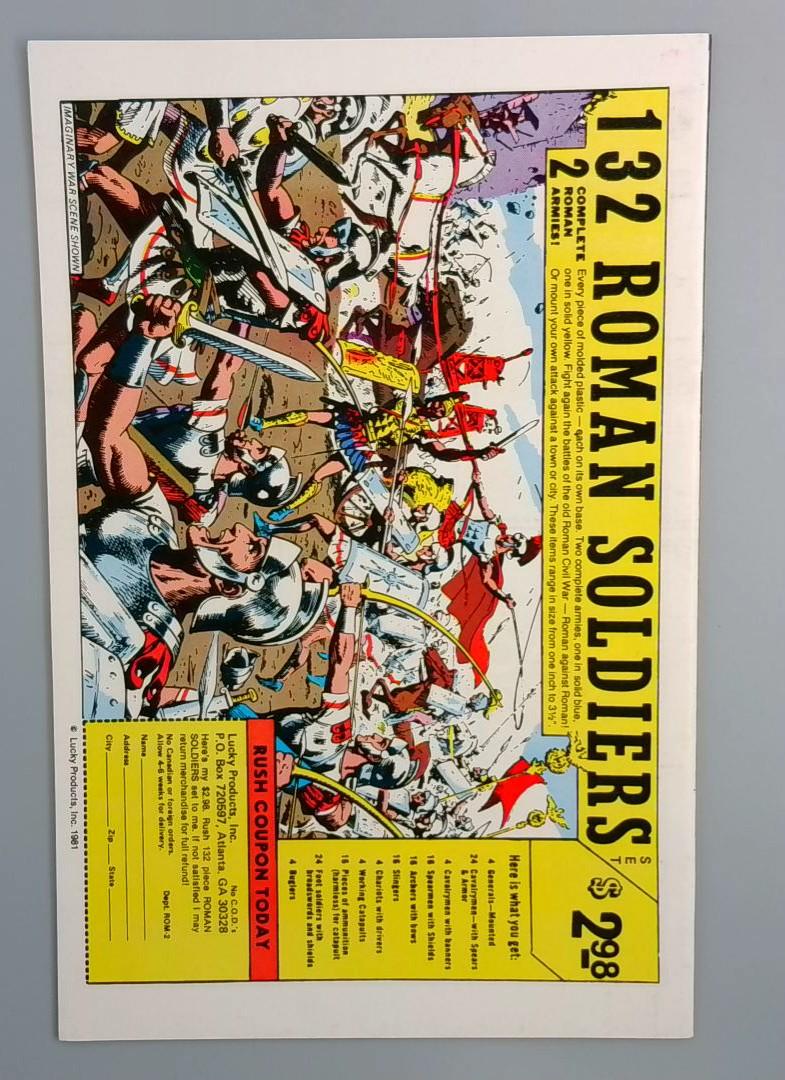 132 ROMAN SOLDIERS
SETS
$2.98
2 COMPLETE
ROMAN
ARMIES!
Every piece of molded plastic — each on its own base. Two complete armies, one in solid blue,
one in solid yellow. Fight again the battles of the old Roman Civil War — Roman against Roman!
Or mount your own attack against a town or city. These items range in size from one inch to 3½".
Here is what you get:
4 Generals—Mounted
24 Cavalrymen—with Spears
& Armor
4 Cavalrymen with banners
16 Spearmen with Shields
16 Archers with bows
16 Slingers
4 Chariots with drivers
4 Working Catapults
16 Pieces of ammunition
(harmless) for catapult
24 Foot soldiers with
broadswords and shields
4 Buglers
RUSH COUPON TODAY
Lucky Products, Inc. No C.O.D.'s
P.O. Box 720597, Atlanta, GA 30328
Here's my $2.98. Rush 132 piece ROMAN
SOLDIERS set to me. If not satisfied I may
return merchandise for full refund!
No Canadian or foreign orders.
Allow 4-6 weeks for delivery. Dept. ROM-2
Name
Address
City Zip State
IMAGINARY WAR SCENE SHOWN
© Lucky Products, Inc. 1981